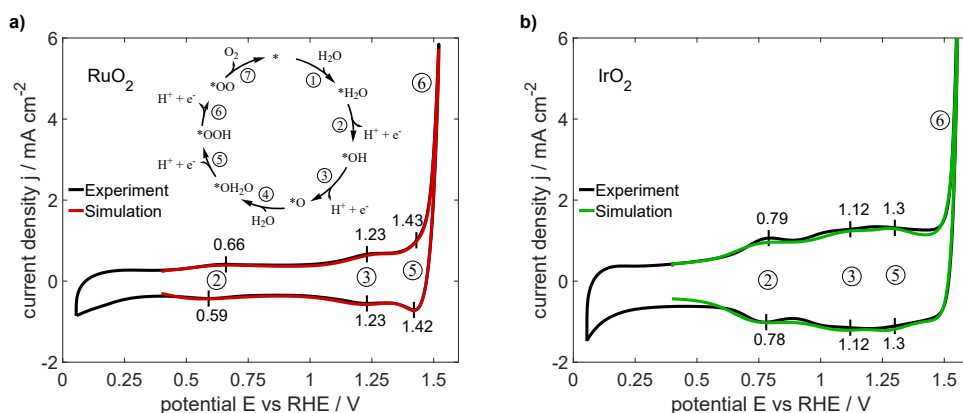 a)
RuO2
6
4
2
0
-2
current density j / mA cm-2
0
0.25
0.5
0.75
1
1.25
1.5
potential E vs RHE / V
*
H2O
①
*H2O
②
H+ + e-
*OH
③
H+ + e-
*O
④
H2O
*OH2O
⑤
H+ + e-
*OOH
⑥
H+ + e-
*OO
⑦
O2
Experiment
Simulation
0.66
1.23
1.43
②
③
⑤
⑥
0.59
1.23
1.42
b)
IrO2
6
4
2
0
-2
current density j / mA cm-2
0
0.25
0.5
0.75
1
1.25
1.5
potential E vs RHE / V
Experiment
Simulation
0.79
1.12
1.3
②
③
⑤
⑥
0.78
1.12
1.3